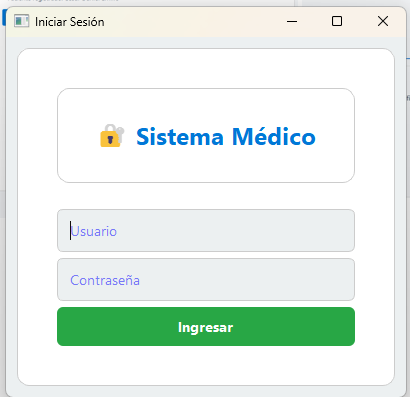 Iniciar Sesión
Sistema Médico
Usuario
Contraseña
Ingresar